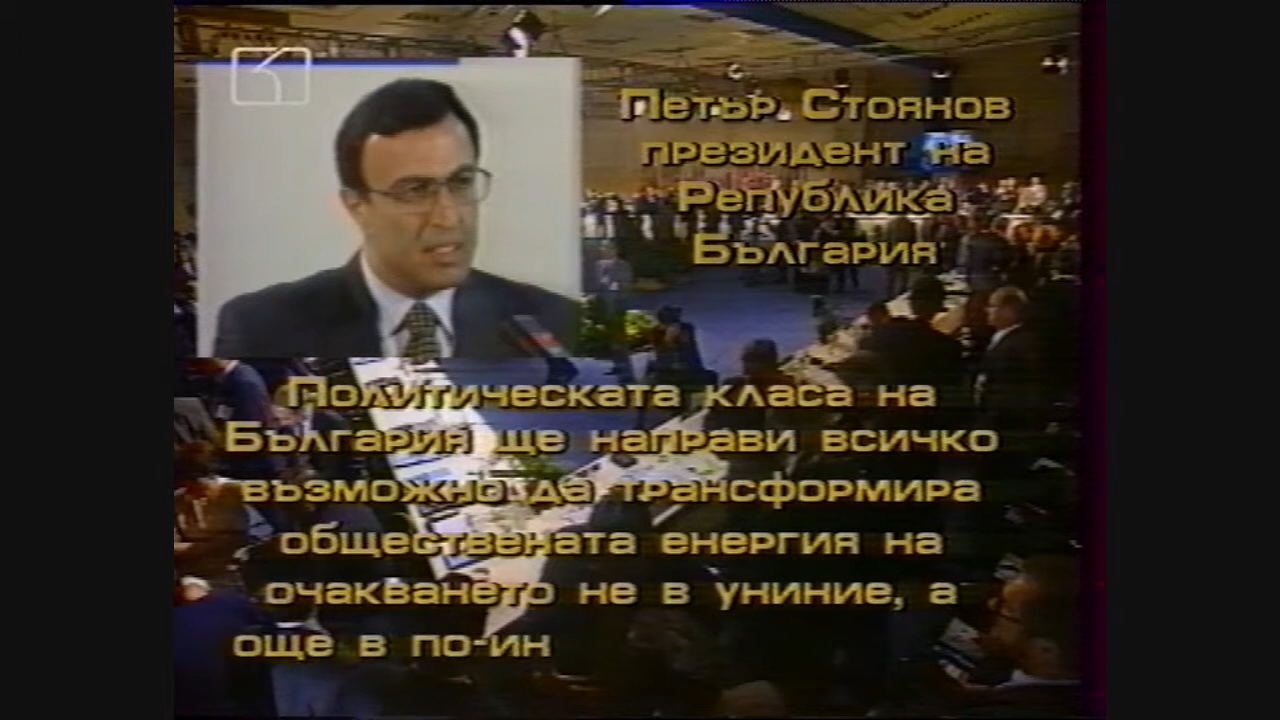 Петър Стоянов
президент на
Република
България
Политическата класа на
България ще направи всичко
възможно да трансформира
обществената енергия на
очакването не в униние, а
още в по-ин